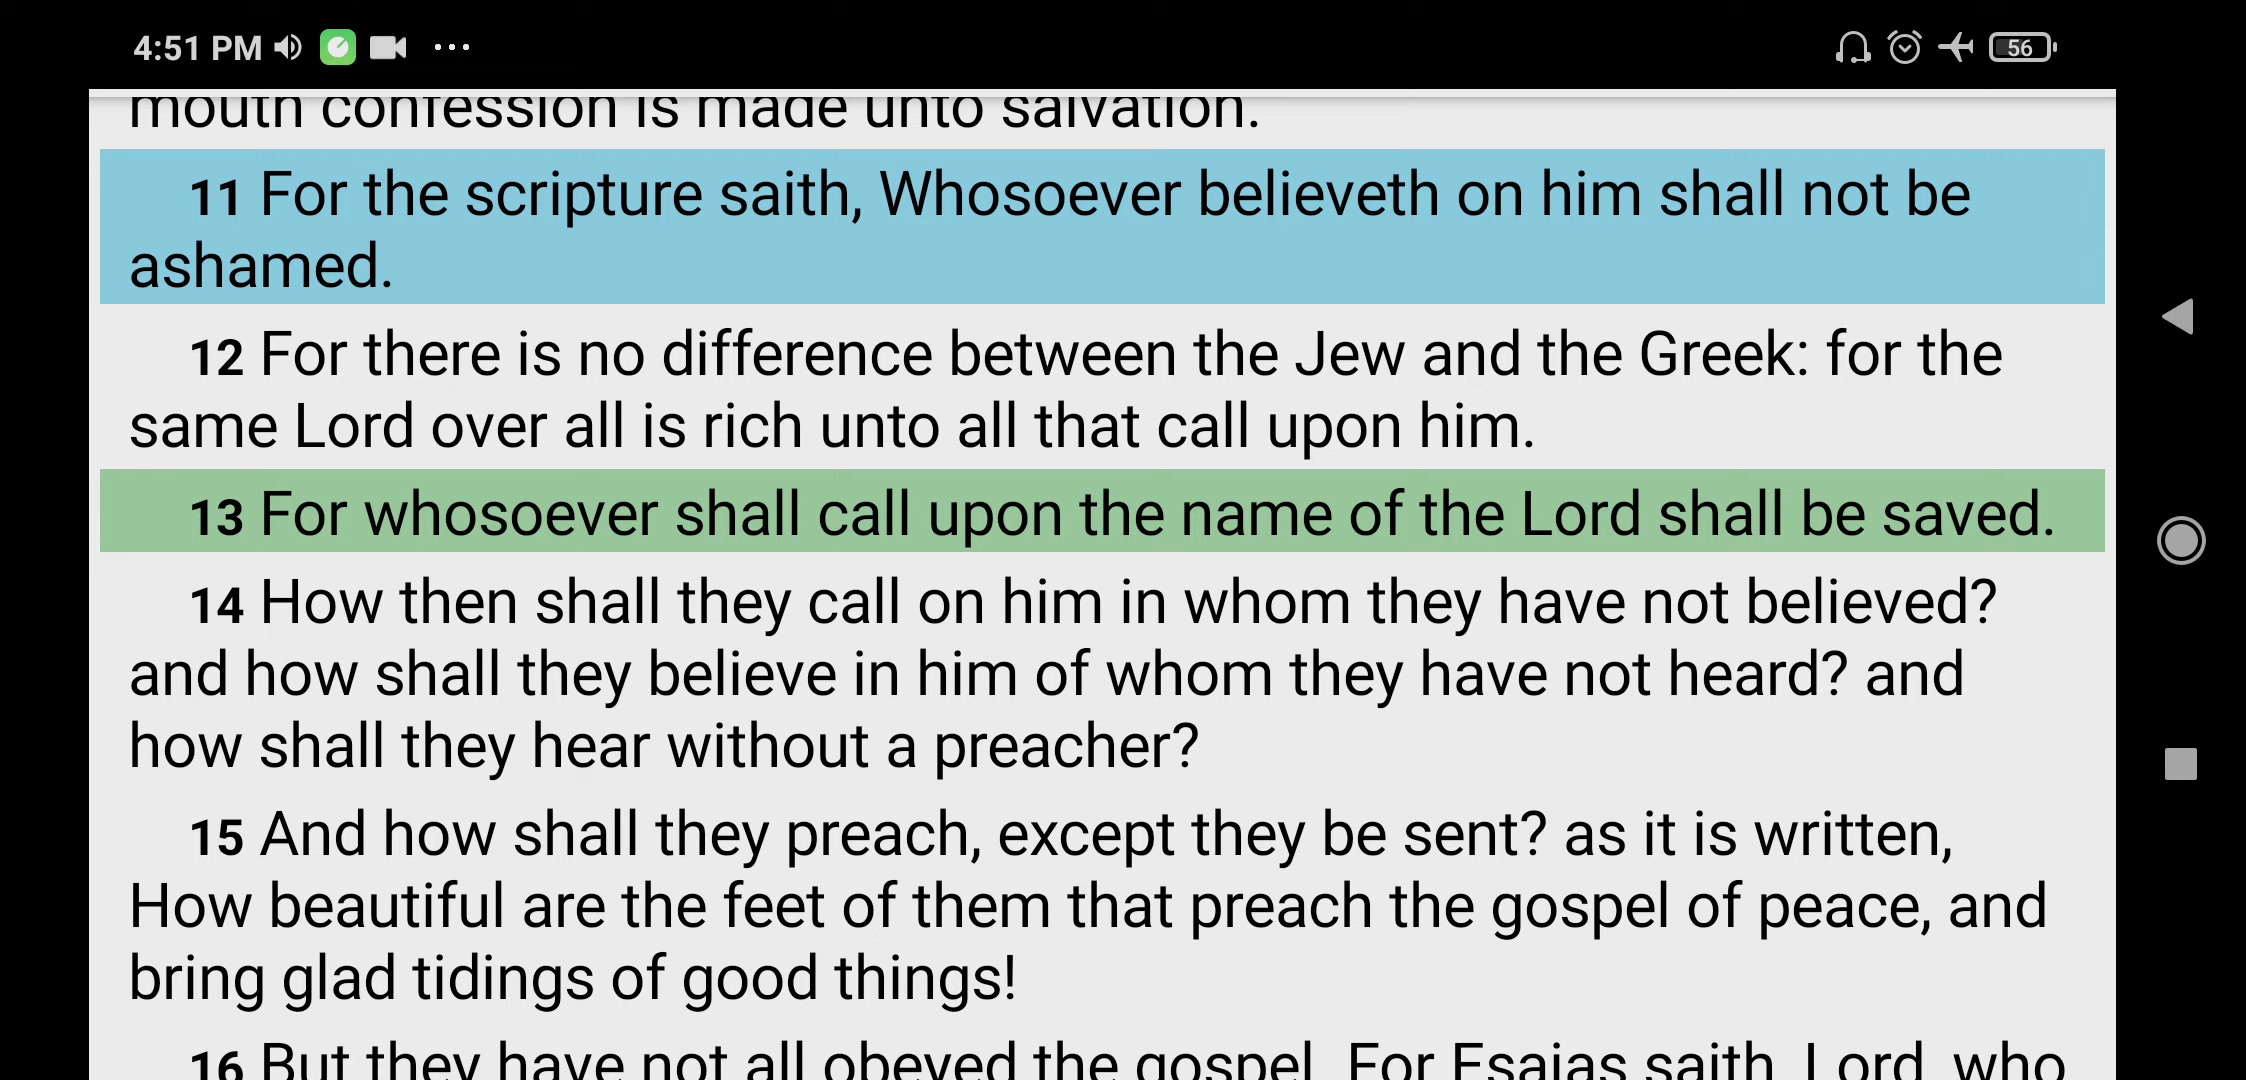 4:51 PM
56
mouth confession is made unto salvation.
11 For the scripture saith, Whosoever believeth on him shall not be
ashamed.
12 For there is no difference between the Jew and the Greek: for the
same Lord over all is rich unto all that call upon him.
13 For whosoever shall call upon the name of the Lord shall be saved.
14 How then shall they call on him in whom they have not believed?
and how shall they believe in him of whom they have not heard? and
how shall they hear without a preacher?
15 And how shall they preach, except they be sent? as it is written,
How beautiful are the feet of them that preach the gospel of peace, and
bring glad tidings of good things!
16 But they have not all obeyed the gospel. For Esaias saith, Lord, who